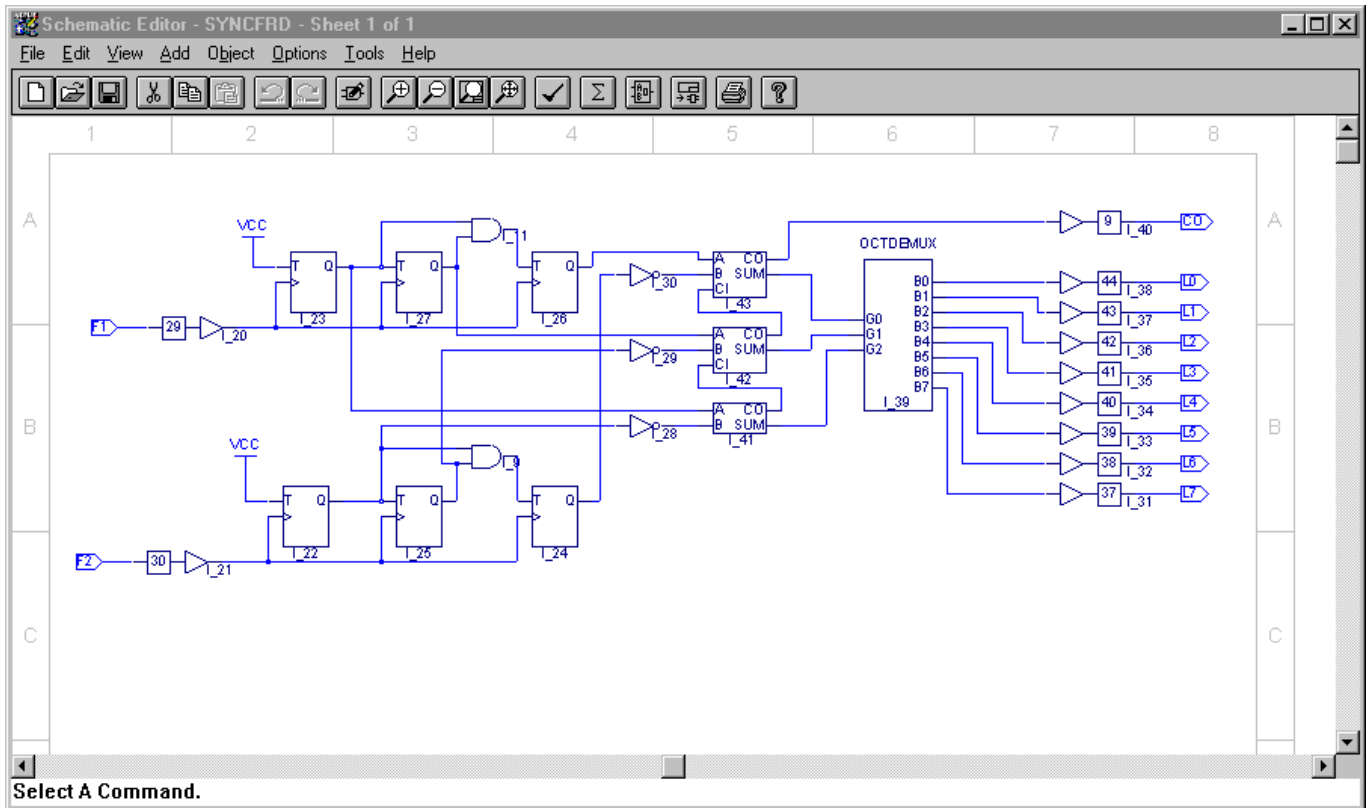 Schematic Editor - SYNCFRD - Sheet 1 of 1
File Edit View Add Object Options Tools Help
1 2 3 4 5 6 7 8
A A
VCC
I_11
9 I_40 CO
OCTDEMUX
T Q I_23
T Q I_27
T Q I_26
I_30
A CO
B SUM
CI
I_43
B0 44 I_38 L0
B1 43 I_37 L1
B2 42 I_36 L2
B3 41 I_35 L3
B4 40 I_34 L4
B5 39 I_33 L5
B6 38 I_32 L6
B7 37 I_31 L7
G0
G1
G2
I_39
F1 29 I_20
I_29
A CO
B SUM
CI
I_42
B B
I_28
A CO
B SUM
I_41
VCC
I_9
T Q I_22
T Q I_25
T Q I_24
F2 30 I_21
C C
Select A Command.